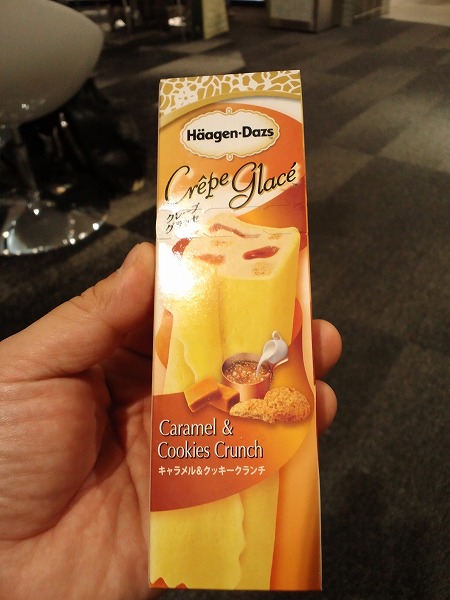 Häagen-Dazs
Crêpe Glacé
クレープ
グラッセ
Caramel &
Cookies Crunch
キャラメル&クッキークランチ